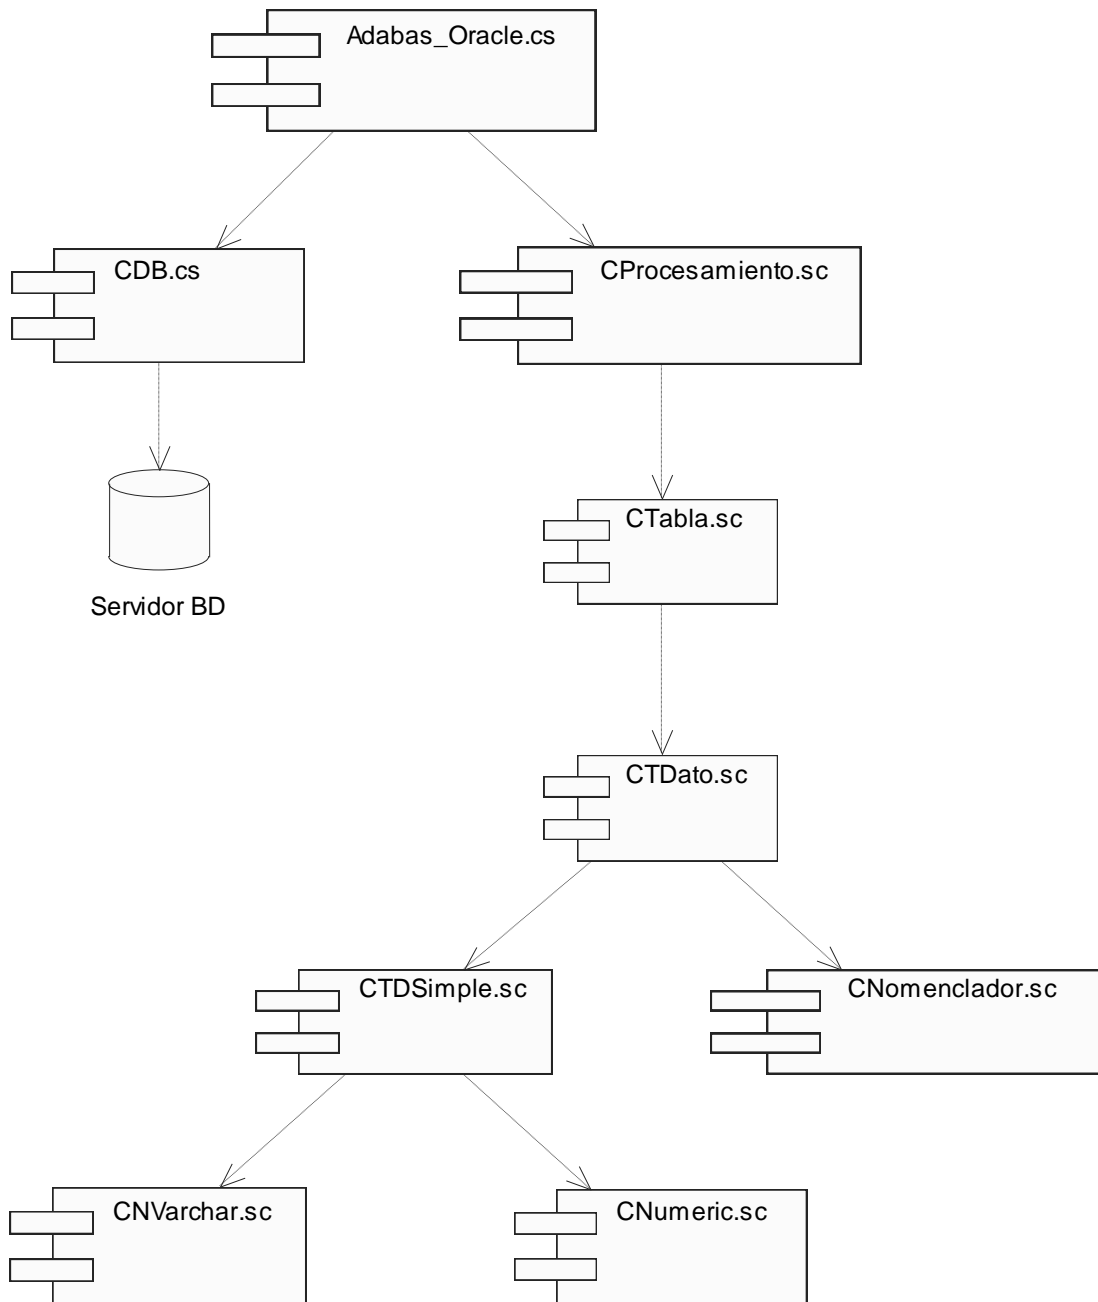 Adabas_Oracle.cs
CDB.cs
CProcesamiento.sc
CTabla.sc
Servidor BD
CTDato.sc
CTDSimple.sc
CNomenclador.sc
CNVarchar.sc
CNumeric.sc